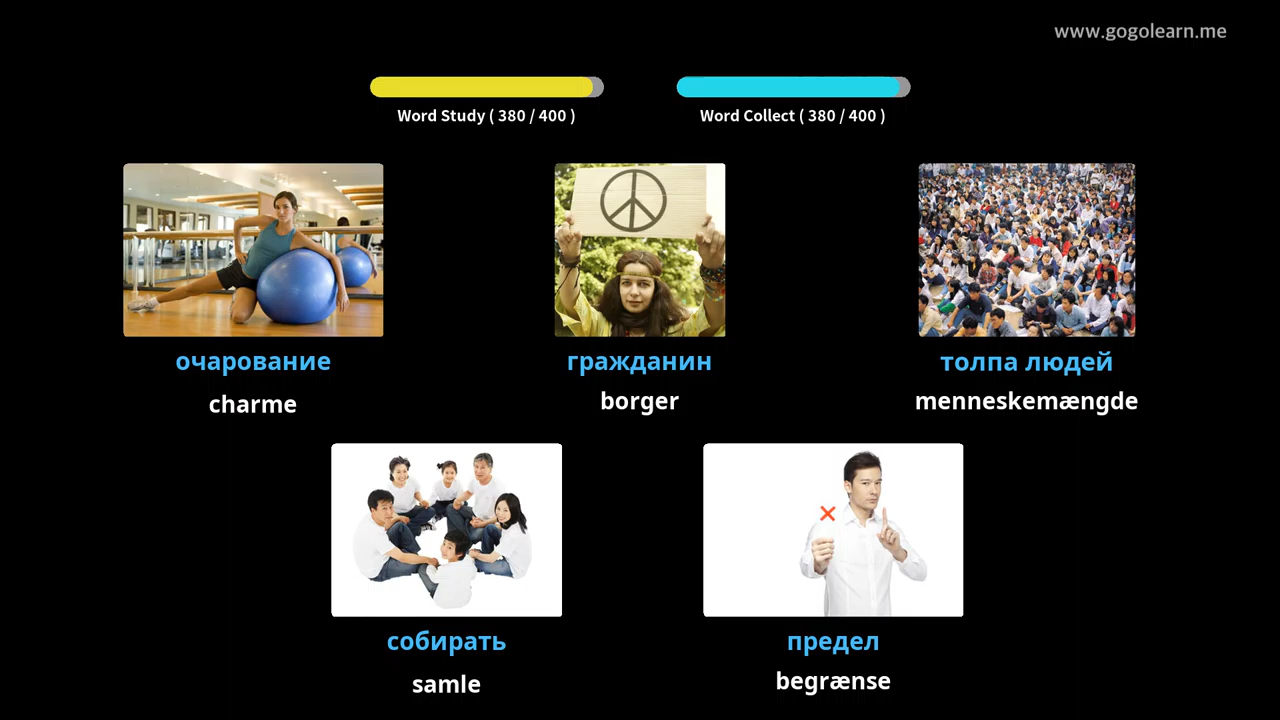 www.gogolearn.me
Word Study ( 380 / 400 )
Word Collect ( 380 / 400 )
очарование
гражданин
толпа людей
charme
borger
menneskemængde
собирать
предел
samle
begrænse